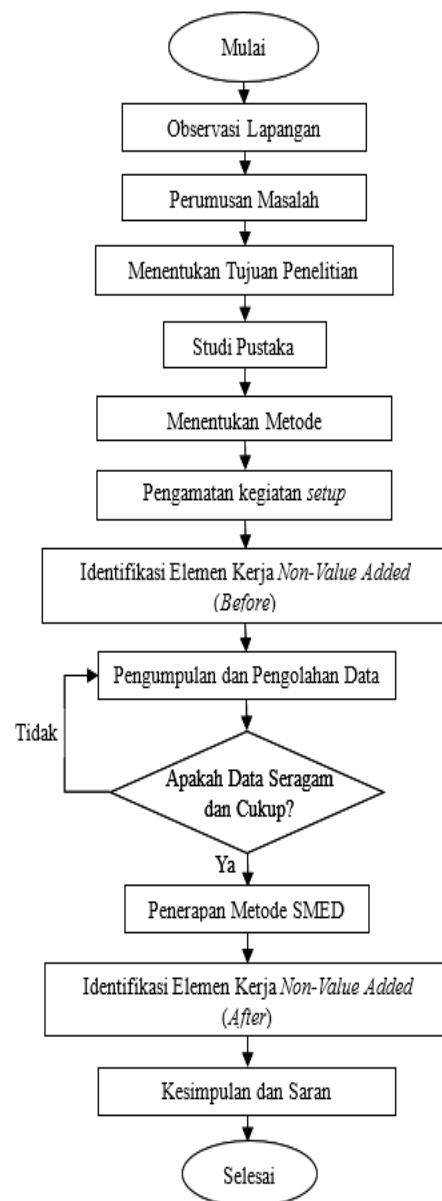 Mulai
Observasi Lapangan
Perumusan Masalah
Menentukan Tujuan Penelitian
Studi Pustaka
Menentukan Metode
Pengamatan kegiatan setup
Identifikasi Elemen Kerja Non-Value Added
(Before)
Pengumpulan dan Pengolahan Data
Tidak
Apakah Data Seragam
dan Cukup?
Ya
Penerapan Metode SMED
Identifikasi Elemen Kerja Non-Value Added
(After)
Kesimpulan dan Saran
Selesai